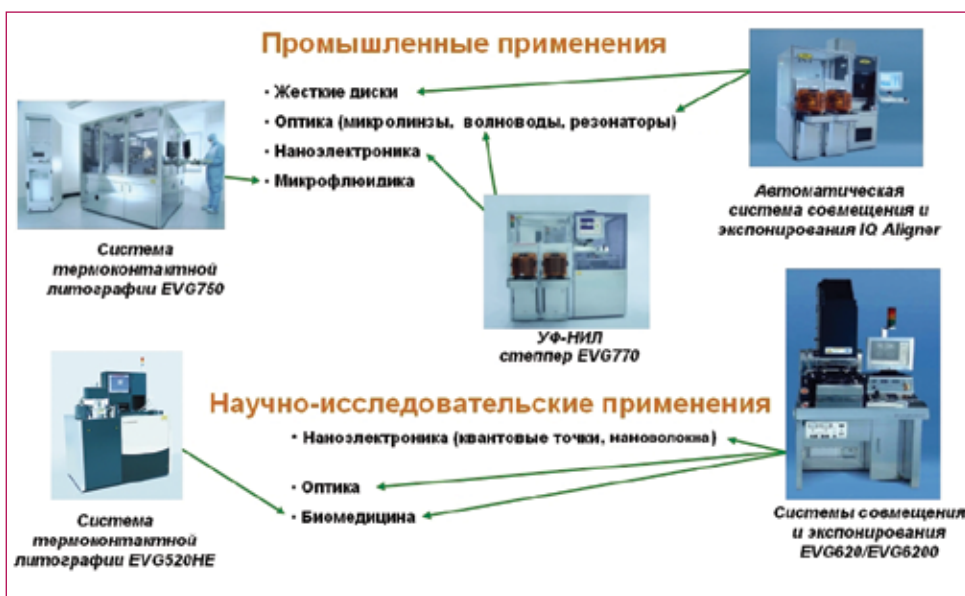 Промышленные применения
· Жесткие диски
· Оптика (микролинзы, волноводы, резонаторы)
· Наноэлектроника
· Микрофлюидика
Автоматическая
система совмещения и
экспонирования IQ Aligner
Система
термоконтактной
литографии EVG750
УФ-НИЛ
степпер EVG770
Научно-исследовательские применения
· Наноэлектроника (квантовые точки, нановолокна)
· Оптика
· Биомедицина
Система
термоконтактной
литографии EVG520HE
Системы совмещения
и экспонирования
EVG620/EVG6200